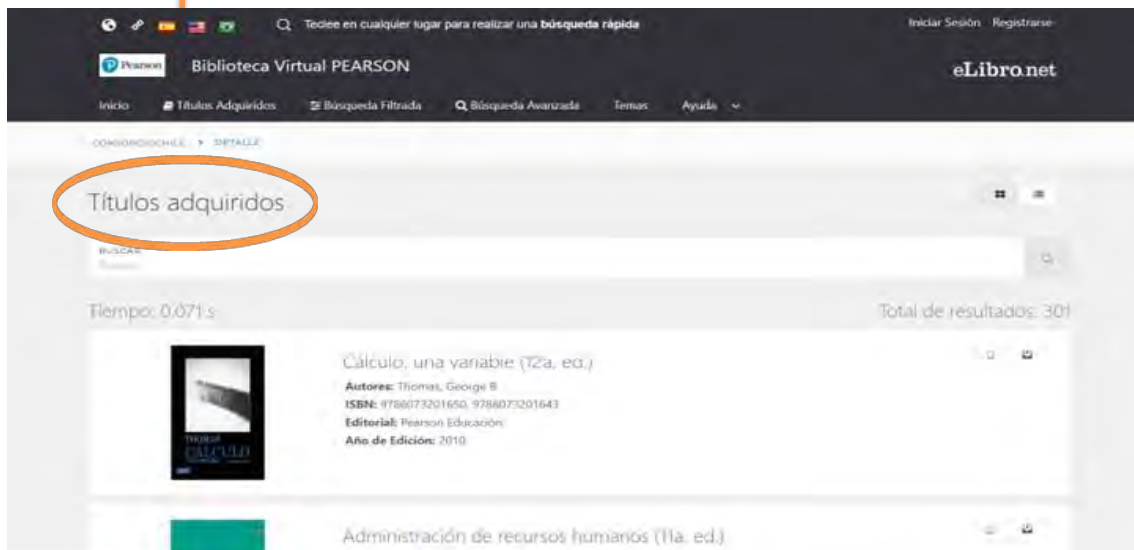 Teclee en cualquier lugar para realizar una búsqueda rápida
Iniciar Sesión Registrarse
Pearson Biblioteca Virtual PEARSON
eLibro.net
Inicio Títulos Adquiridos Búsqueda Filtrada Búsqueda Avanzada Temas Ayuda
CONSORCIOCHILE > DETALLE
Títulos adquiridos
BUSCAR
Tiempo: 0.071 s
Total de resultados: 301
THOMAS
CÁLCULO
Cálculo, una variable (12a. ed.)
Autores: Thomas, George B
ISBN: 9786073201650, 9786073201643
Editorial: Pearson Educación
Año de Edición: 2010
Administración de recursos humanos (11a. ed.)